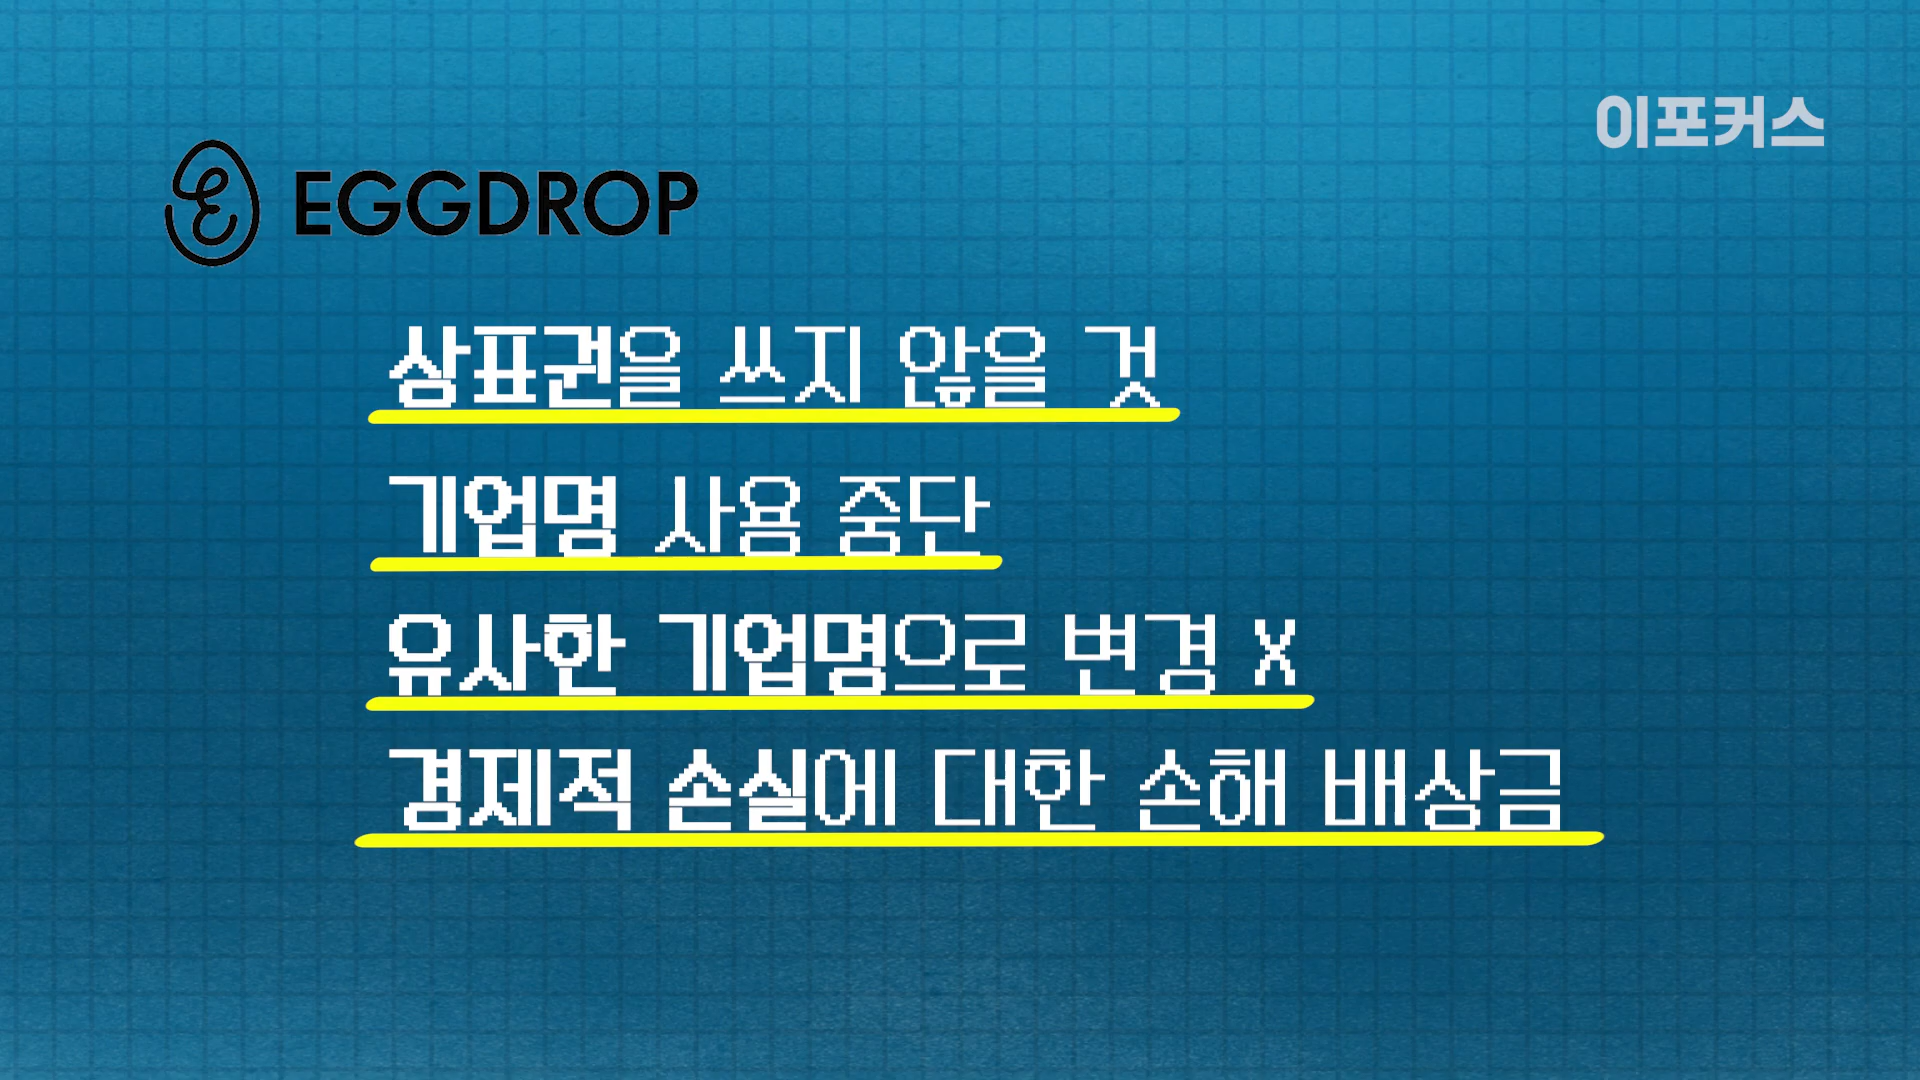 이포커스
EGGDROP
상표권을 쓰지 않을 것
기업명 사용 중단
유사한 기업명으로 변경 X
경제적 손실에 대한 손해 배상금